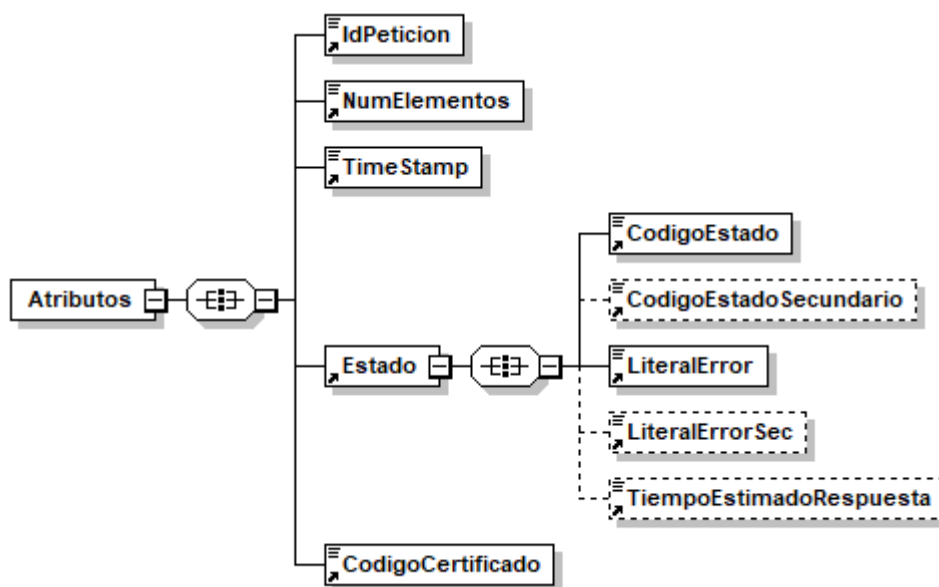 IdPeticion
NumElementos
TimeStamp
CodigoEstado
Atributos
CodigoEstadoSecundario
Estado
LiteralError
LiteralErrorSec
TiempoEstimadoRespuesta
CodigoCertificado